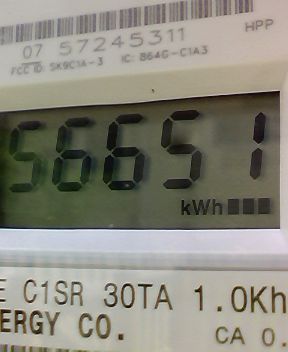 07 57245311
HPP
FCC ID: SK9C1A-3 IC: 864G-C1A3
56651
kWh
E C1SR 30TA 1.0Kh
ERGY CO.
CA 0.